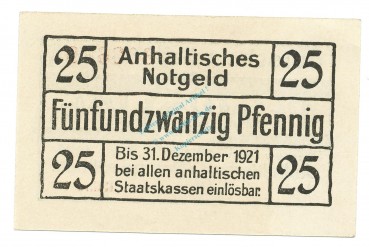 25 Anhaltisches 25
Notgeld
Fünfundzwanzig Pfennig
25 Bis 31. Dezember 1921 25
bei allen anhaltischen
Staatskassen einlösbar.